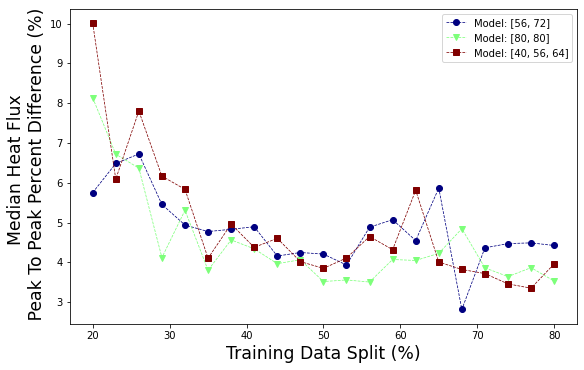 Median Heat Flux
Peak To Peak Percent Difference (%)
10
9
8
7
6
5
4
3
Model: [56, 72]
Model: [80, 80]
Model: [40, 56, 64]
20 30 40 50 60 70 80
Training Data Split (%)